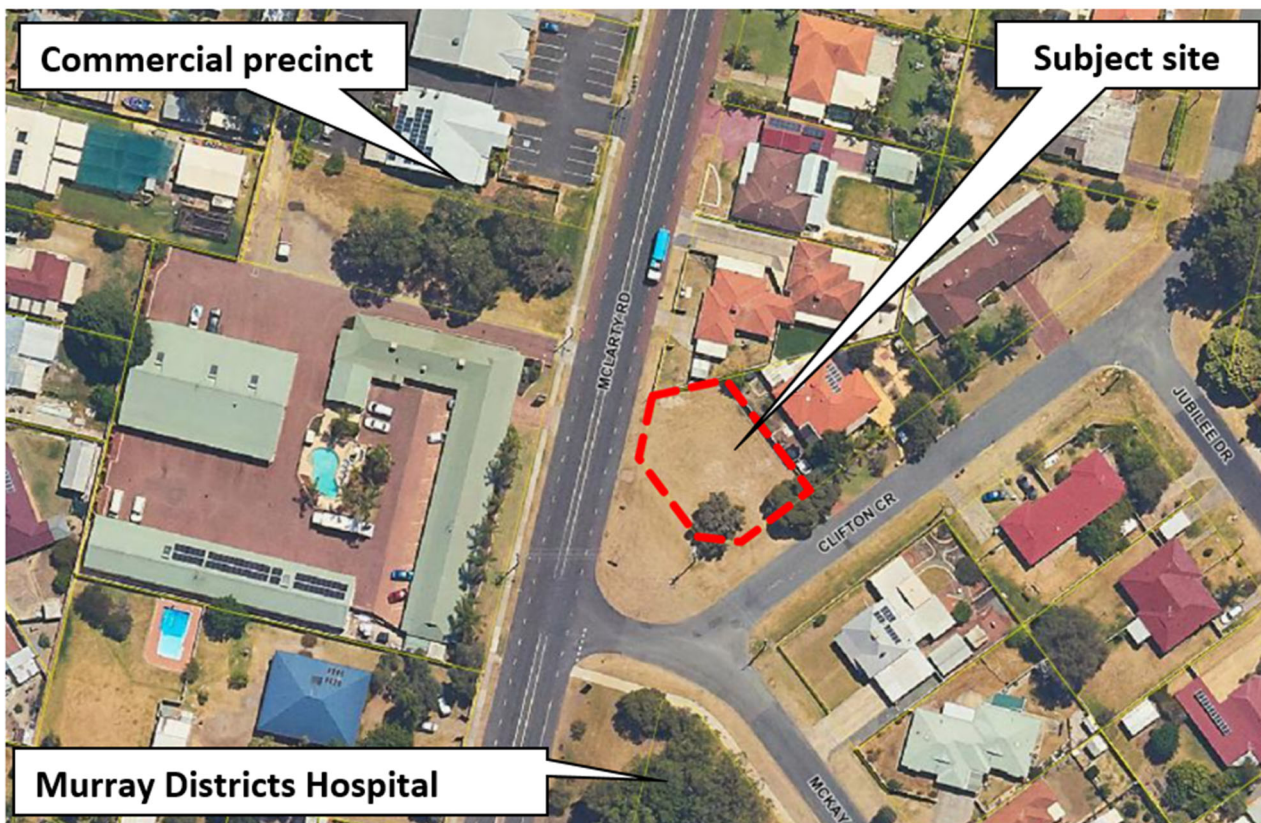 Commercial precinct
Subject site
MCLARTY RD
JUBILEE DR
CLIFTON CR
Murray Districts Hospital
MCKAY